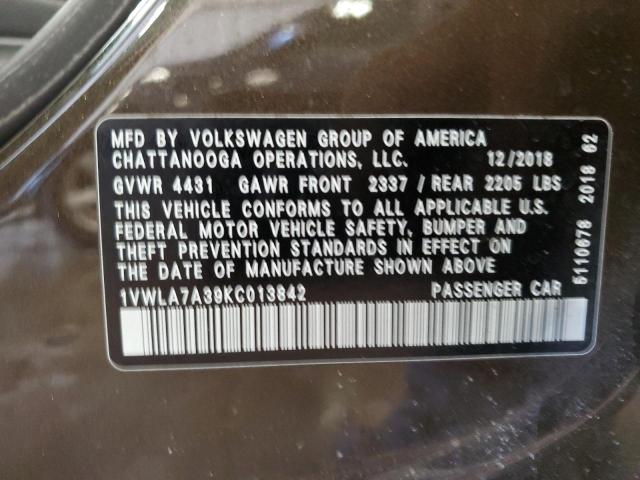 MFD BY VOLKSWAGEN GROUP OF AMERICA
CHATTANOOGA OPERATIONS, LLC. 12/2018
GVWR 4431 GAWR FRONT 2337 / REAR 2205 LBS
THIS VEHICLE CONFORMS TO ALL APPLICABLE U.S.
FEDERAL MOTOR VEHICLE SAFETY, BUMPER AND
THEFT PREVENTION STANDARDS IN EFFECT ON
THE DATE OF MANUFACTURE SHOWN ABOVE
1VWLA7A39KC013842 PASSENGER CAR
6110678 2018 62